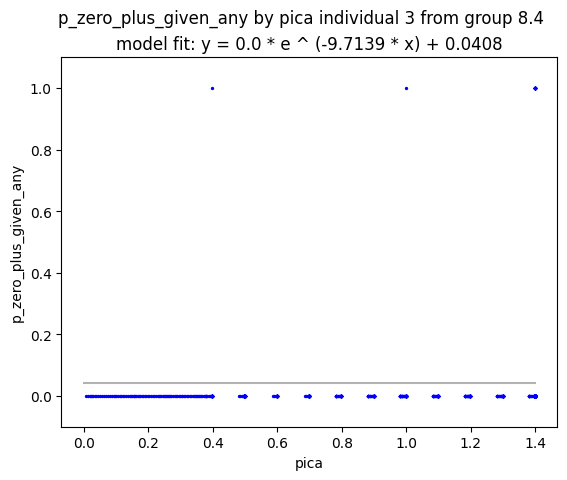 p_zero_plus_given_any by pica individual 3 from group 8.4
model fit: y = 0.0 * e ^ (-9.7139 * x) + 0.0408
p_zero_plus_given_any
1.0
0.8
0.6
0.4
0.2
0.0
0.0 0.2 0.4 0.6 0.8 1.0 1.2 1.4
pica